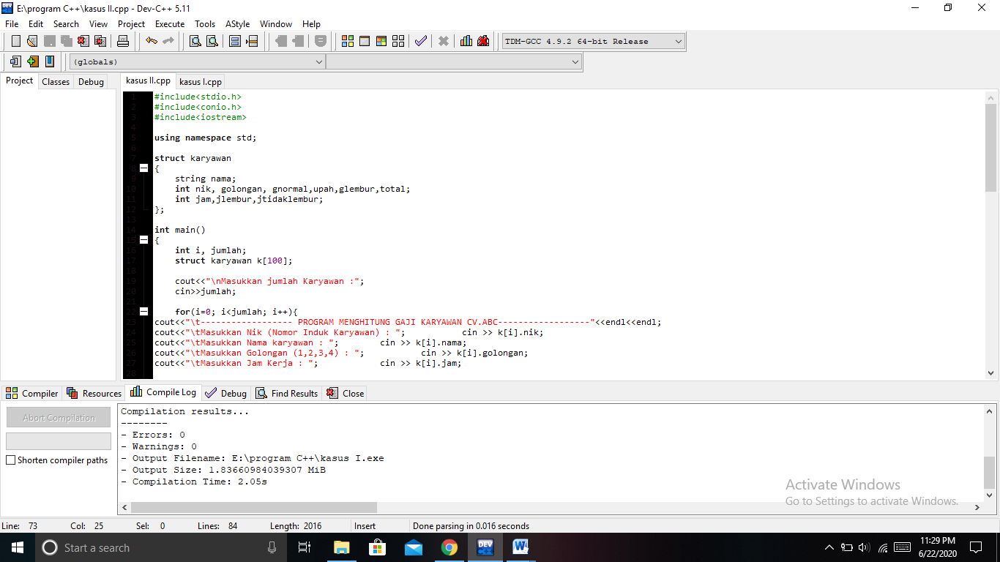 E:\program C++\kasus II.cpp - Dev-C++ 5.11
File Edit Search View Project Execute Tools AStyle Window Help
TDM-GCC 4.9.2 64-bit Release
(globals)
Project Classes Debug
kasus II.cpp kasus I.cpp
1 #include<stdio.h>
2 #include<conio.h>
3 #include<iostream>
4
5 using namespace std;
6
7 struct karyawan
8 {
9 string nama;
10 int nik, golongan, gnormal,upah,glembur,total;
11 int jam,jlembur,jtidaklembur;
12 };
13
14 int main()
15 {
16 int i, jumlah;
17 struct karyawan k[100];
18
19 cout<<"\nMasukkan jumlah Karyawan :";
20 cin>>jumlah;
21
22 for(i=0; i<jumlah; i++){
23 cout<<"\t------------------ PROGRAM MENGHITUNG GAJI KARYAWAN CV.ABC------------------"<<endl<<endl;
24 cout<<"\tMasukkan Nik (Nomor Induk Karyawan) : "; cin >> k[i].nik;
25 cout<<"\tMasukkan Nama karyawan : "; cin >> k[i].nama;
26 cout<<"\tMasukkan Golongan (1,2,3,4) : "; cin >> k[i].golongan;
27 cout<<"\tMasukkan Jam Kerja : "; cin >> k[i].jam;
28
Compiler Resources Compile Log Debug Find Results Close
Abort Compilation
Shorten compiler paths
Compilation results...
--------
- Errors: 0
- Warnings: 0
- Output Filename: E:\program C++\kasus I.exe
- Output Size: 1.83660984039307 MiB
- Compilation Time: 2.05s
Activate Windows
Go to Settings to activate Windows.
Line: 73 Col: 25 Sel: 0 Lines: 84 Length: 2016 Insert Done parsing in 0.016 seconds
Start a search
DEV
11:29 PM
6/22/2020